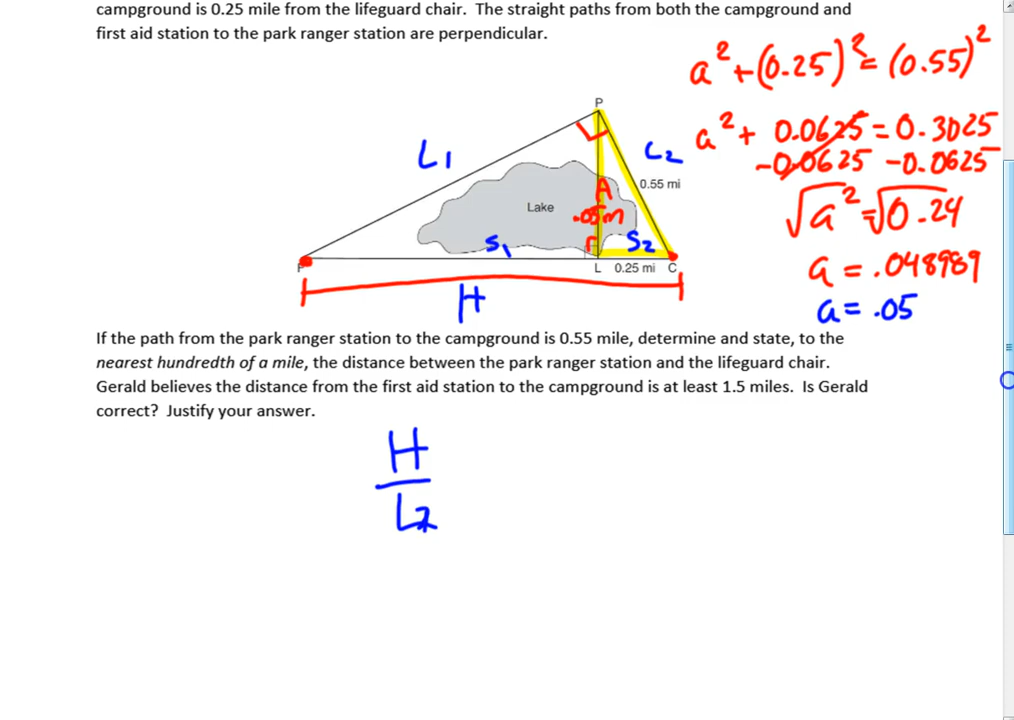 campground is 0.25 mile from the lifeguard chair. The straight paths from both the campground and
first aid station to the park ranger station are perpendicular.
a² + (0.25)² = (0.55)²
a² + 0.0625 = 0.3025
-0.0625 -0.0625
√a² = √0.24
a = .048989
a = .05
P
L1
L2
0.55 mi
Lake
A
.05m
S1
S2
F
L 0.25 mi C
H
If the path from the park ranger station to the campground is 0.55 mile, determine and state, to the
nearest hundredth of a mile, the distance between the park ranger station and the lifeguard chair.
Gerald believes the distance from the first aid station to the campground is at least 1.5 miles. Is Gerald
correct? Justify your answer.
H
L2